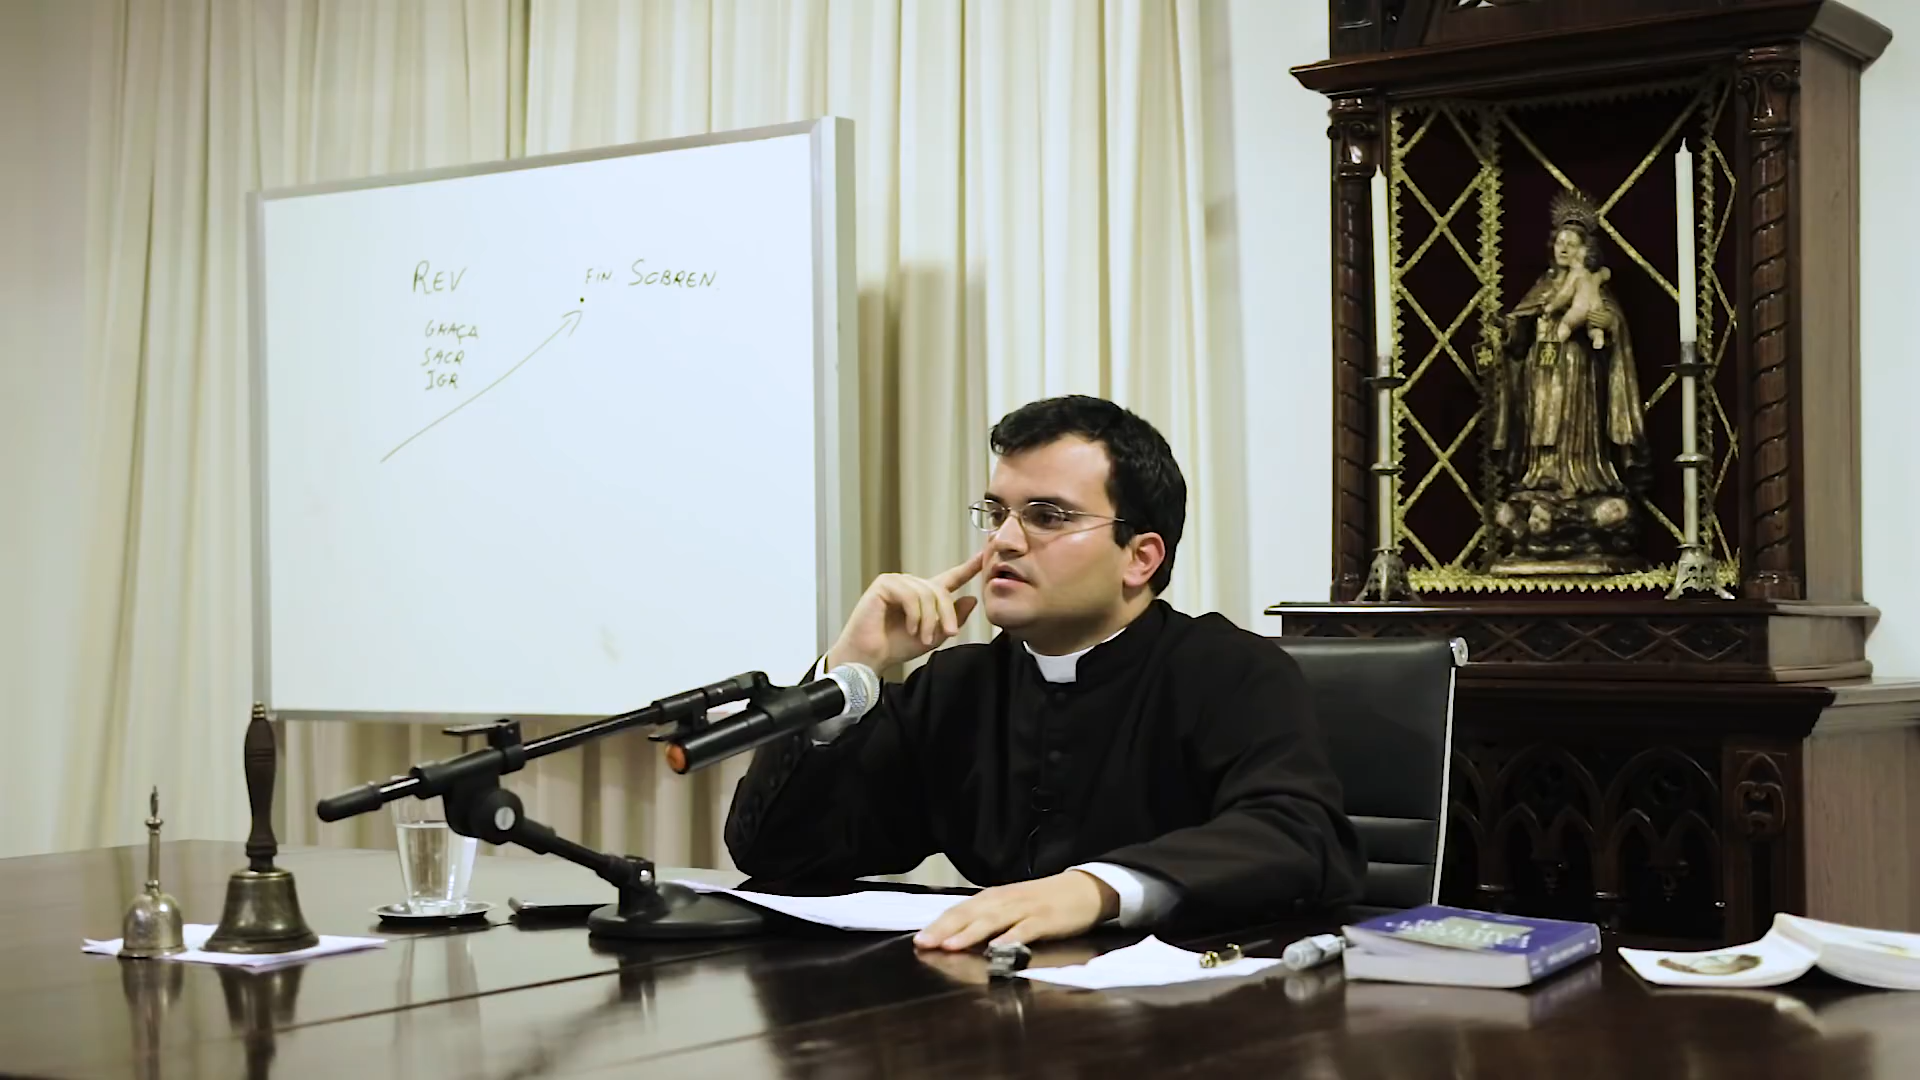 REV
FIN. SOBREN.
GRAÇA
SACR
IGR